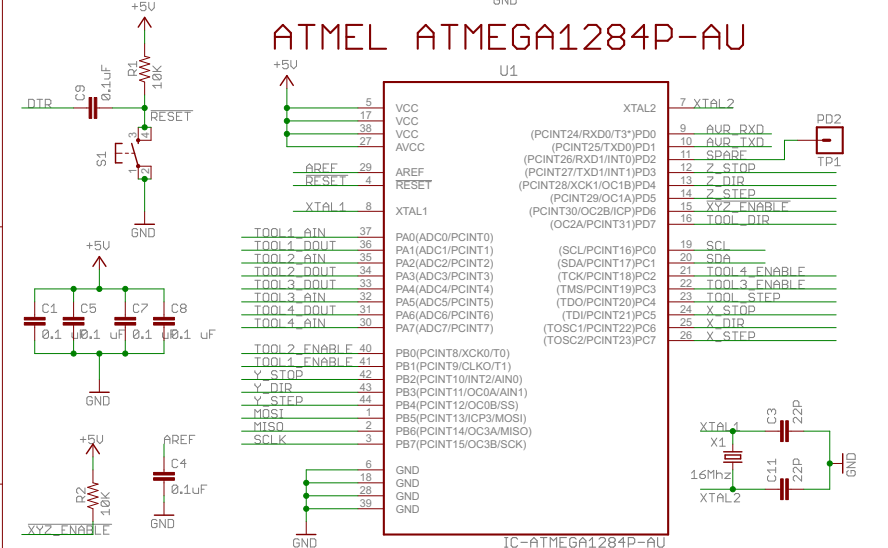 GND
+5V
ATMEL ATMEGA1284P-AU
R1
10K
C9
0.1uF
DTR
RESET
S1
3
4
1
2
GND
+5V
C1
C5
C7
C8
0.1 uF
0.1 uF
0.1 uF
0.1 uF
GND
+5V
R2
10K
XYZ_ENABLE
AREF
C4
0.1uF
GND
+5V
U1
5 VCC
17 VCC
38 VCC
27 AVCC
AREF 29 AREF
RESET 4 RESET
XTAL1 8 XTAL1
TOOL1_AIN 37 PA0(ADC0/PCINT0)
TOOL1_DOUT 36 PA1(ADC1/PCINT1)
TOOL2_AIN 35 PA2(ADC2/PCINT2)
TOOL2_DOUT 34 PA3(ADC3/PCINT3)
TOOL3_DOUT 33 PA4(ADC4/PCINT4)
TOOL3_AIN 32 PA5(ADC5/PCINT5)
TOOL4_DOUT 31 PA6(ADC6/PCINT6)
TOOL4_AIN 30 PA7(ADC7/PCINT7)
TOOL2_ENABLE 40 PB0(PCINT8/XCK0/T0)
TOOL1_ENABLE 41 PB1(PCINT9/CLKO/T1)
Y_STOP 42 PB2(PCINT10/INT2/AIN0)
Y_DIR 43 PB3(PCINT11/OC0A/AIN1)
Y_STEP 44 PB4(PCINT12/OC0B/SS)
MOSI 1 PB5(PCINT13/ICP3/MOSI)
MISO 2 PB6(PCINT14/OC3A/MISO)
SCLK 3 PB7(PCINT15/OC3B/SCK)
6 GND
18 GND
28 GND
39 GND
GND
XTAL2 7 XTAL2
(PCINT24/RXD0/T3*)PD0 9 AVR_RXD
(PCINT25/TXD0)PD1 10 AVR_TXD
(PCINT26/RXD1/INT0)PD2 11 SPARE
(PCINT27/TXD1/INT1)PD3 12 Z_STOP
(PCINT28/XCK1/OC1B)PD4 13 Z_DIR
(PCINT29/OC1A)PD5 14 Z_STEP
(PCINT30/OC2B/ICP)PD6 15 XYZ_ENABLE
(OC2A/PCINT31)PD7 16 TOOL_DIR
(SCL/PCINT16)PC0 19 SCL
(SDA/PCINT17)PC1 20 SDA
(TCK/PCINT18)PC2 21 TOOL4_ENABLE
(TMS/PCINT19)PC3 22 TOOL3_ENABLE
(TDO/PCINT20)PC4 23 TOOL_STEP
(TDI/PCINT21)PC5 24 X_STOP
(TOSC1/PCINT22)PC6 25 X_DIR
(TOSC2/PCINT23)PC7 26 X_STEP
IC-ATMEGA1284P-AU
PD2
TP1
XTAL1
X1
16Mhz
XTAL2
C3
22P
C11
22P
GND